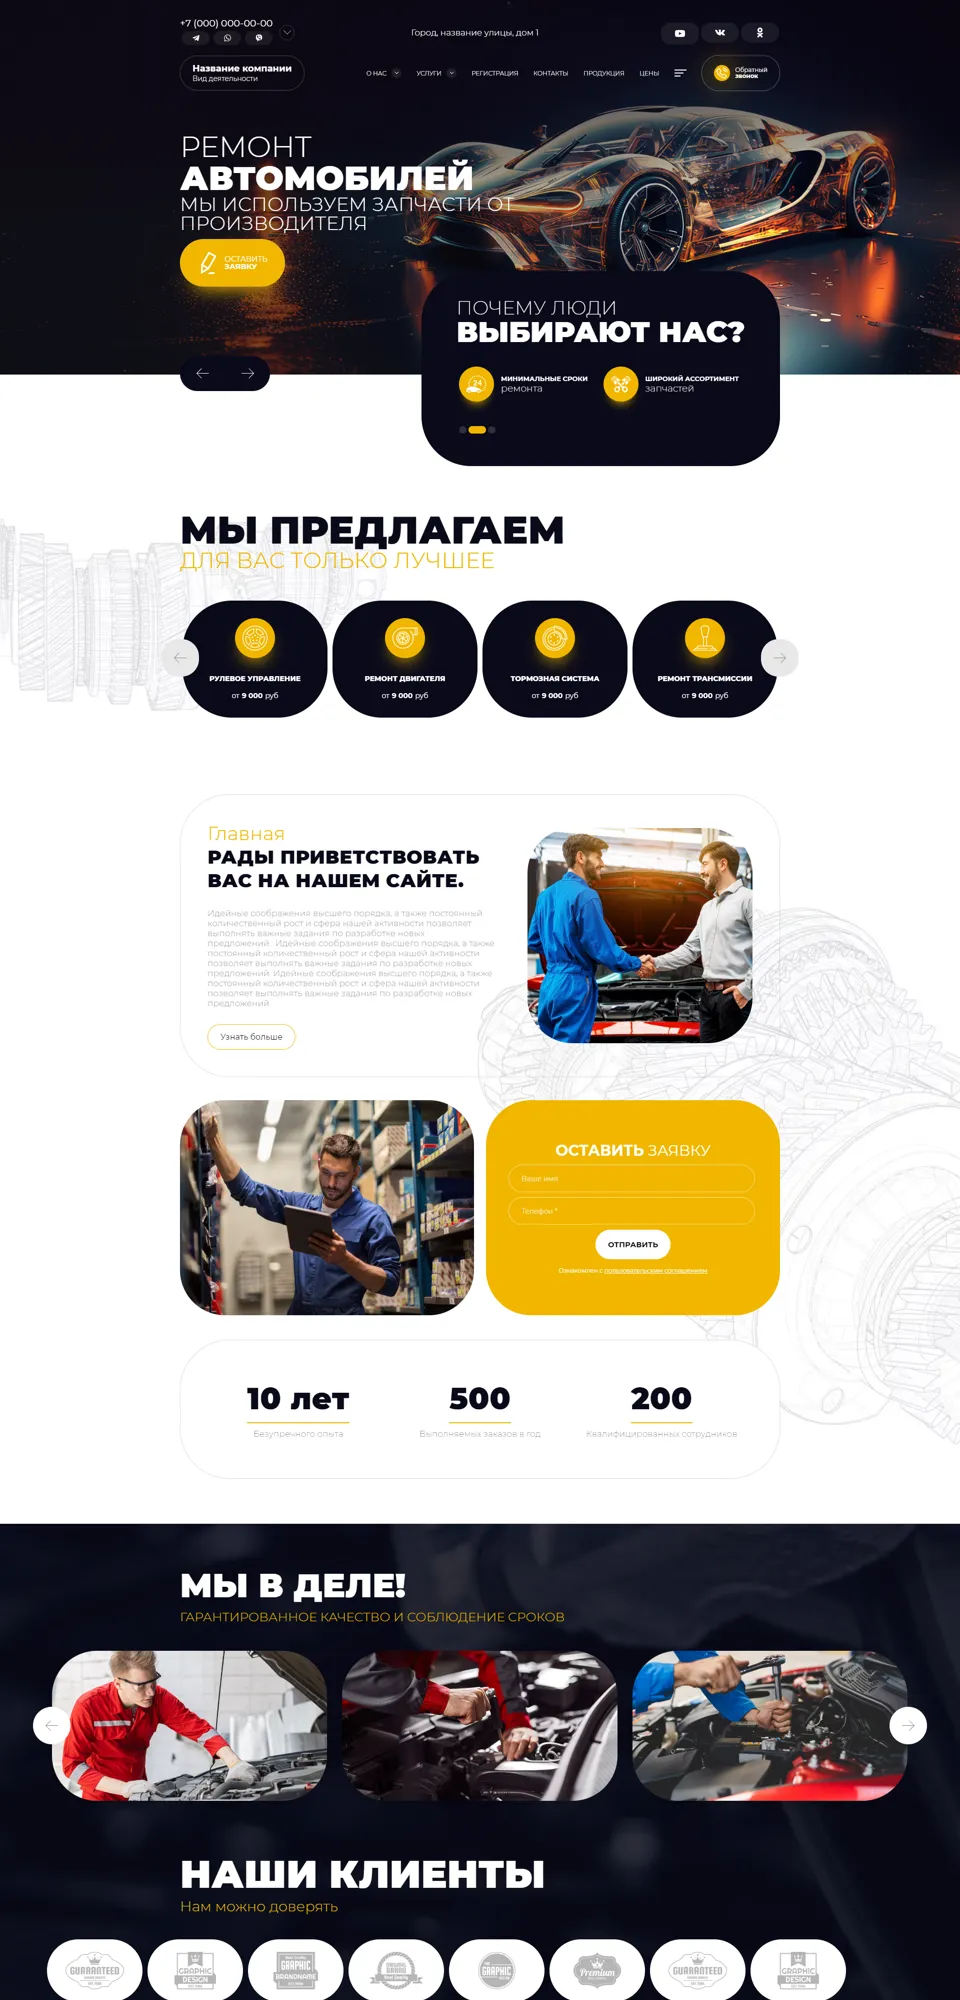 +7 (000) 000-00-00
Город, название улицы, дом 1
Название компании
Вид деятельности
О НАС
УСЛУГИ
РЕГИСТРАЦИЯ
КОНТАКТЫ
ПРОДУКЦИЯ
ЦЕНЫ
Обратный
звонок
РЕМОНТ
АВТОМОБИЛЕЙ
МЫ ИСПОЛЬЗУЕМ ЗАПЧАСТИ ОТ
ПРОИЗВОДИТЕЛЯ
ОСТАВИТЬ
ЗАЯВКУ
ПОЧЕМУ ЛЮДИ
ВЫБИРАЮТ НАС?
24
МИНИМАЛЬНЫЕ СРОКИ
ремонта
ШИРОКИЙ АССОРТИМЕНТ
запчастей
МЫ ПРЕДЛАГАЕМ
ДЛЯ ВАС ТОЛЬКО ЛУЧШЕЕ
РУЛЕВОЕ УПРАВЛЕНИЕ
от 9 000 руб
РЕМОНТ ДВИГАТЕЛЯ
от 9 000 руб
ТОРМОЗНАЯ СИСТЕМА
от 9 000 руб
РЕМОНТ ТРАНСМИССИИ
от 9 000 руб
Главная
РАДЫ ПРИВЕТСТВОВАТЬ
ВАС НА НАШЕМ САЙТЕ.
Идейные соображения высшего порядка, а также постоянный
количественный рост и сфера нашей активности позволяет
выполнять важные задания по разработке новых
предложений . Идейные соображения высшего порядка, а также
постоянный количественный рост и сфера нашей активности
позволяет выполнять важные задания по разработке новых
предложений .Идейные соображения высшего порядка, а также
постоянный количественный рост и сфера нашей активности
позволяет выполнять важные задания по разработке новых
предложений
Узнать больше
ОСТАВИТЬ ЗАЯВКУ
Ваше имя
Телефон *
ОТПРАВИТЬ
Ознакомлен с пользовательским соглашением
10 лет
Безупречного опыта
500
Выполняемых заказов в год
200
Квалифицированных сотрудников
МЫ В ДЕЛЕ!
ГАРАНТИРОВАННОЕ КАЧЕСТВО И СОБЛЮДЕНИЕ СРОКОВ
НАШИ КЛИЕНТЫ
Нам можно доверять
GUARANTEED
GRAPHIC
DESIGN
GRAPHIC
BRANDNAME
Best Quality
GRAPHIC
Premium
GUARANTEED
GRAPHIC
DESIGN